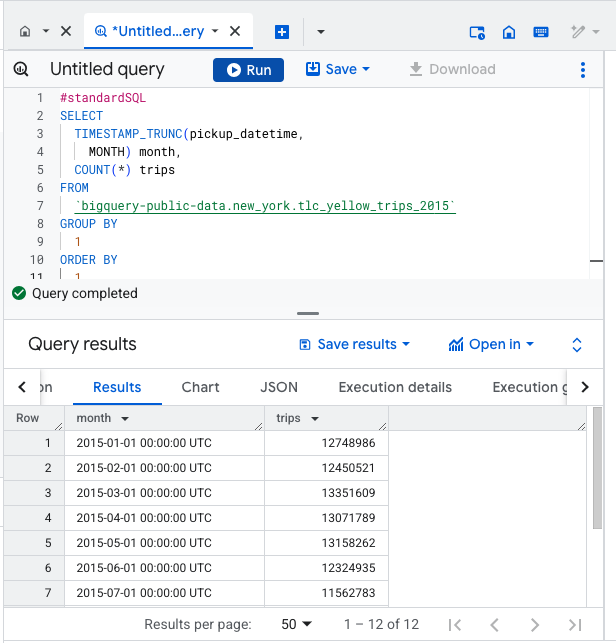 *Untitled...ery
Untitled query
Run
Save
Download
1 #standardSQL
2 SELECT
3 TIMESTAMP_TRUNC(pickup_datetime,
4 MONTH) month,
5 COUNT(*) trips
6 FROM
7 `bigquery-public-data.new_york.tlc_yellow_trips_2015`
8 GROUP BY
9 1
10 ORDER BY
11 1
Query completed
Query results
Save results
Open in
on Results Chart JSON Execution details Execution g
Row month trips
1 2015-01-01 00:00:00 UTC 12748986
2 2015-02-01 00:00:00 UTC 12450521
3 2015-03-01 00:00:00 UTC 13351609
4 2015-04-01 00:00:00 UTC 13071789
5 2015-05-01 00:00:00 UTC 13158262
6 2015-06-01 00:00:00 UTC 12324935
7 2015-07-01 00:00:00 UTC 11562783
Results per page: 50 1 – 12 of 12